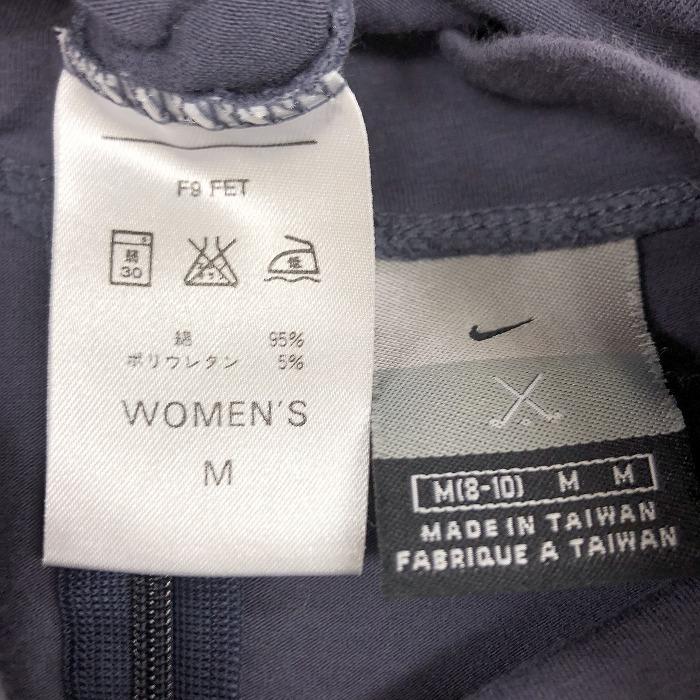 F9 FET
弱
30
低
綿 95%
ポリウレタン 5%
WOMEN'S
M
M(8-10) M M
MADE IN TAIWAN
FABRIQUE A TAIWAN